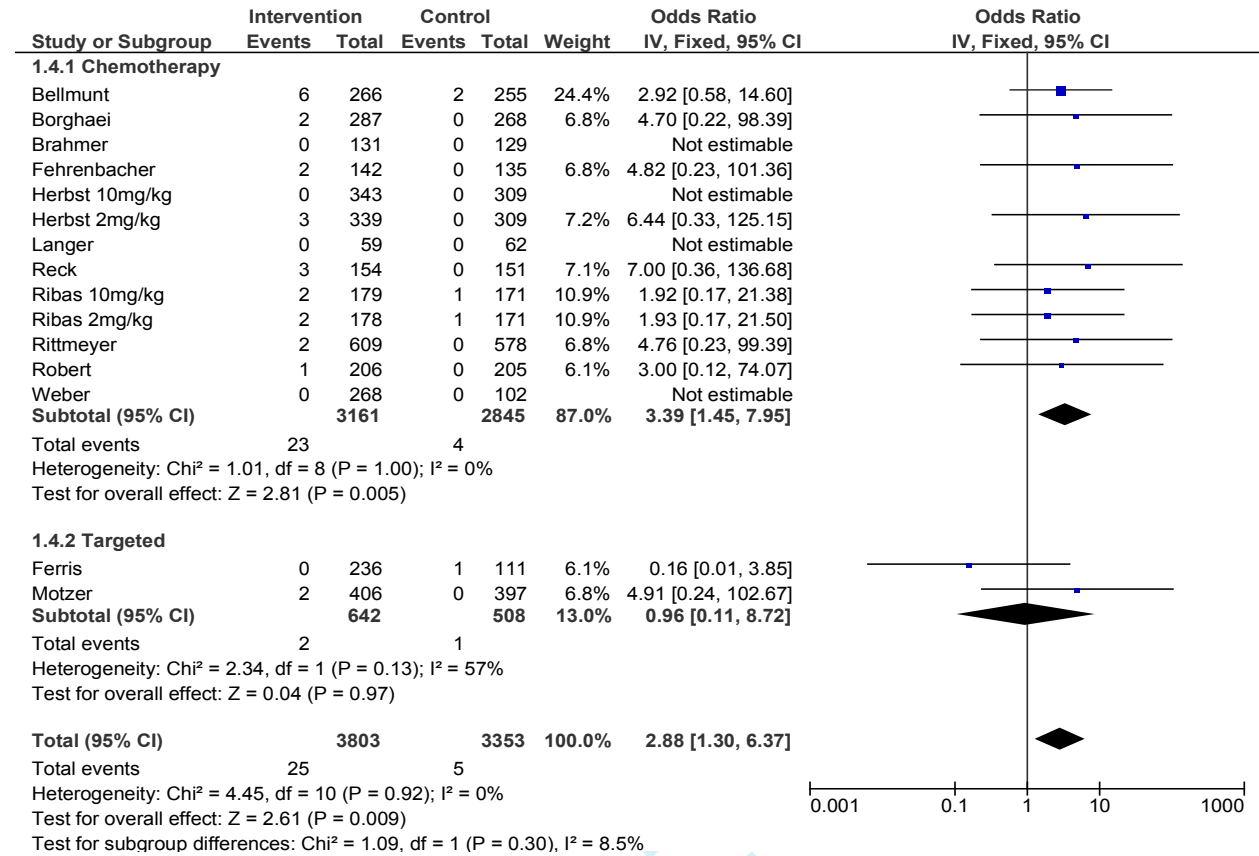 Intervention Control Odds Ratio Odds Ratio
Study or Subgroup Events Total Events Total Weight IV, Fixed, 95% CI IV, Fixed, 95% CI
1.4.1 Chemotherapy
Bellmunt 6 266 2 255 24.4% 2.92 [0.58, 14.60]
Borghaei 2 287 0 268 6.8% 4.70 [0.22, 98.39]
Brahmer 0 131 0 129 Not estimable
Fehrenbacher 2 142 0 135 6.8% 4.82 [0.23, 101.36]
Herbst 10mg/kg 0 343 0 309 Not estimable
Herbst 2mg/kg 3 339 0 309 7.2% 6.44 [0.33, 125.15]
Langer 0 59 0 62 Not estimable
Reck 3 154 0 151 7.1% 7.00 [0.36, 136.68]
Ribas 10mg/kg 2 179 1 171 10.9% 1.92 [0.17, 21.38]
Ribas 2mg/kg 2 178 1 171 10.9% 1.93 [0.17, 21.50]
Rittmeyer 2 609 0 578 6.8% 4.76 [0.23, 99.39]
Robert 1 206 0 205 6.1% 3.00 [0.12, 74.07]
Weber 0 268 0 102 Not estimable
Subtotal (95% CI) 3161 2845 87.0% 3.39 [1.45, 7.95]
Total events 23 4
Heterogeneity: Chi² = 1.01, df = 8 (P = 1.00); I² = 0%
Test for overall effect: Z = 2.81 (P = 0.005)
1.4.2 Targeted
Ferris 0 236 1 111 6.1% 0.16 [0.01, 3.85]
Motzer 2 406 0 397 6.8% 4.91 [0.24, 102.67]
Subtotal (95% CI) 642 508 13.0% 0.96 [0.11, 8.72]
Total events 2 1
Heterogeneity: Chi² = 2.34, df = 1 (P = 0.13); I² = 57%
Test for overall effect: Z = 0.04 (P = 0.97)
Total (95% CI) 3803 3353 100.0% 2.88 [1.30, 6.37]
Total events 25 5
Heterogeneity: Chi² = 4.45, df = 10 (P = 0.92); I² = 0%
Test for overall effect: Z = 2.61 (P = 0.009)
Test for subgroup differences: Chi² = 1.09, df = 1 (P = 0.30), I² = 8.5%
0.001 0.1 1 10 1000